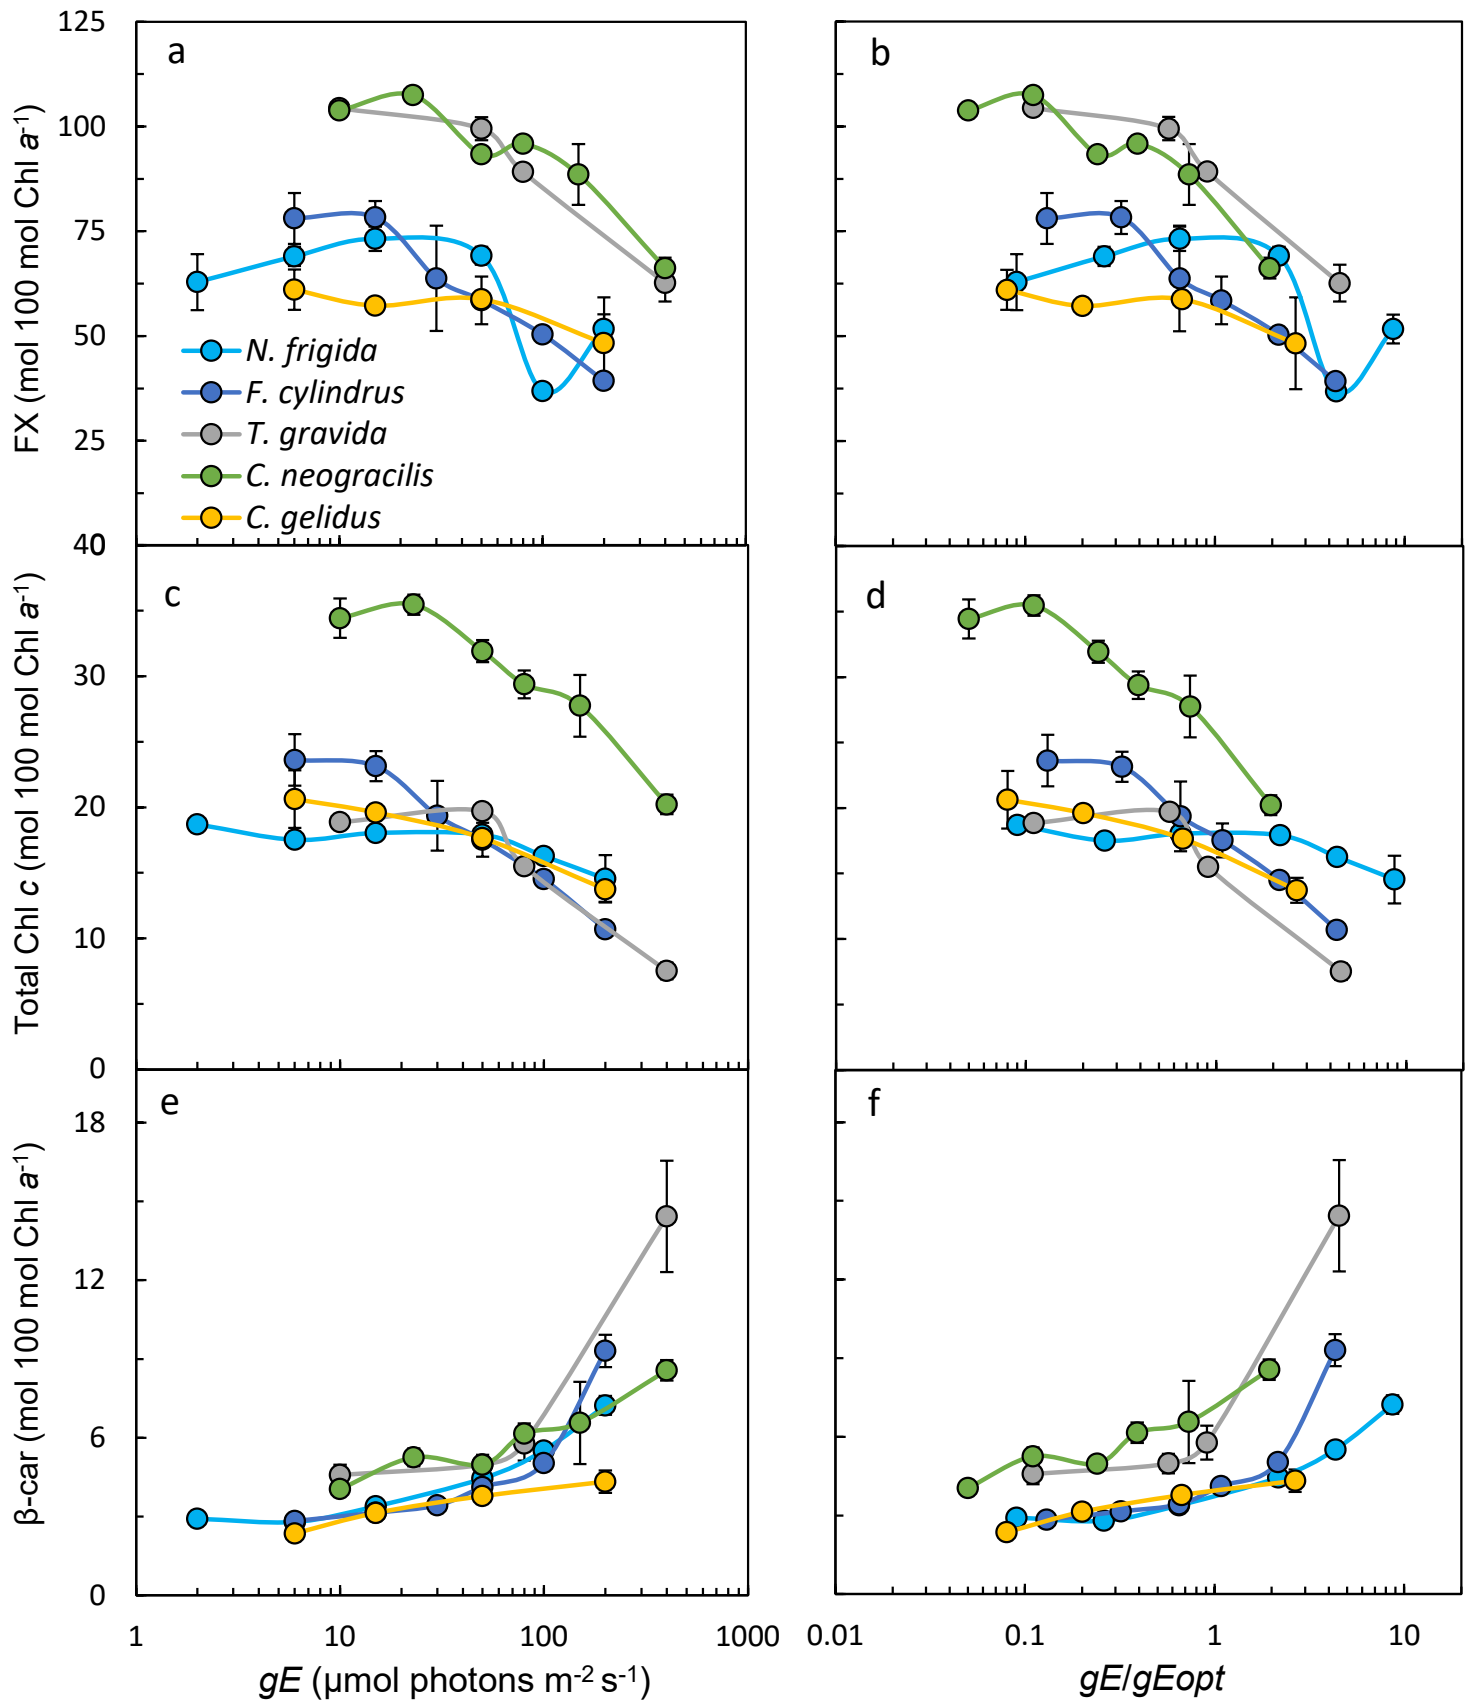 a
b
FX (mol 100 mol Chl a⁻¹)
125
100
75
50
25
0
N. frigida
F. cylindrus
T. gravida
C. neogracilis
C. gelidus
c
d
Total Chl c (mol 100 mol Chl a⁻¹)
40
30
20
10
0
e
f
β-car (mol 100 mol Chl a⁻¹)
18
12
6
0
1 10 100 1000
0.01 0.1 1 10
gE (μmol photons m⁻² s⁻¹)
gE/gEopt